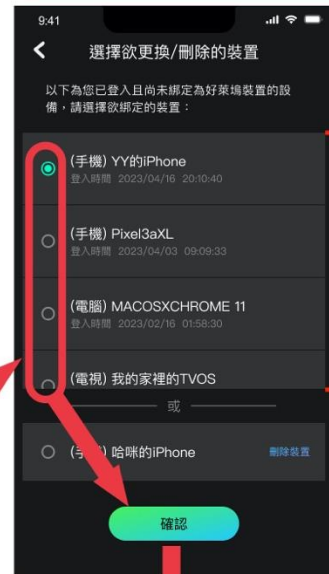 9:41
選擇欲更換/刪除的裝置
以下為您已登入且尚未綁定為好萊塢裝置的設
備，請選擇欲綁定的裝置：
(手機) YY的iPhone
登入時間 2023/04/16 20:10:40
(手機) Pixel3aXL
登入時間 2023/04/03 09:09:33
(電腦) MACOSXCHROME 11
登入時間 2023/02/16 01:58:30
(電視) 我的家裡的TVOS
或
(手 ) 哈咪的iPhone 刪除裝置
確認